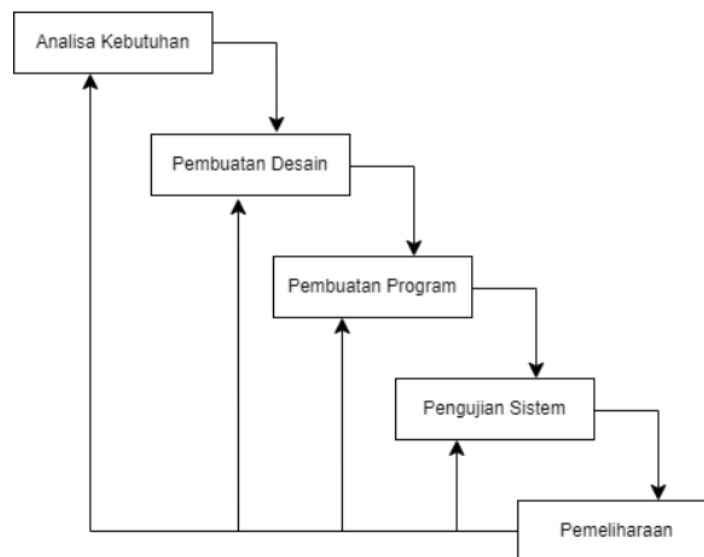 Analisa Kebutuhan
Pembuatan Desain
Pembuatan Program
Pengujian Sistem
Pemeliharaan